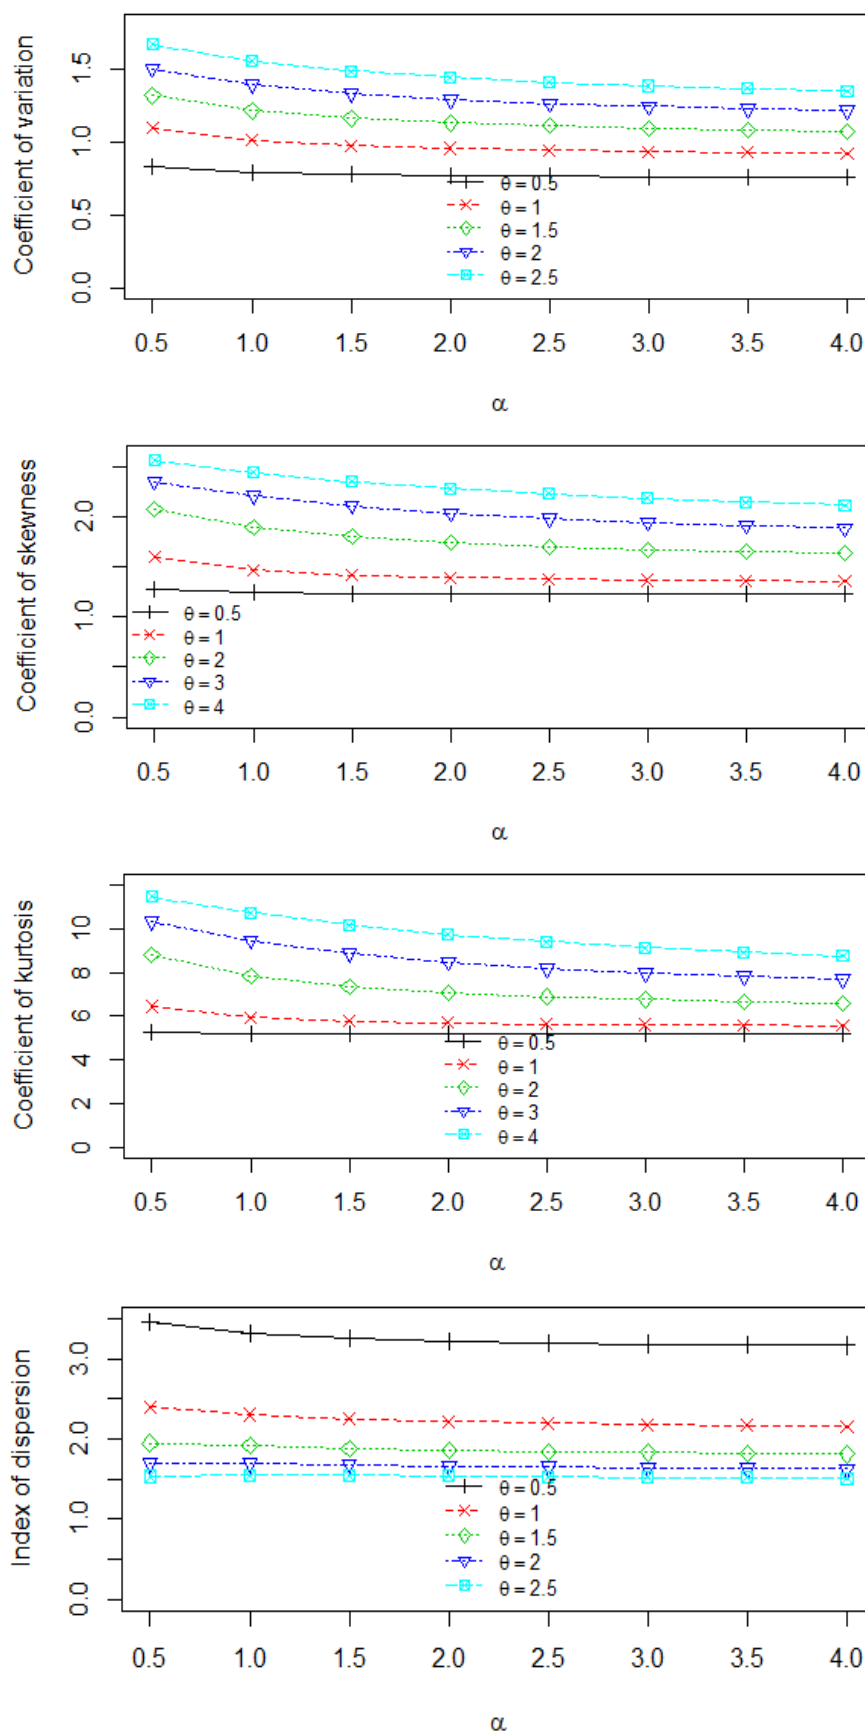 Coefficient of variation
1.5
1.0
0.5
0.0
θ = 0.5
θ = 1
θ = 1.5
θ = 2
θ = 2.5
0.5 1.0 1.5 2.0 2.5 3.0 3.5 4.0
α
Coefficient of skewness
2.0
1.0
0.0
θ = 0.5
θ = 1
θ = 2
θ = 3
θ = 4
0.5 1.0 1.5 2.0 2.5 3.0 3.5 4.0
α
Coefficient of kurtosis
10
8
6
4
2
0
θ = 0.5
θ = 1
θ = 2
θ = 3
θ = 4
0.5 1.0 1.5 2.0 2.5 3.0 3.5 4.0
α
Index of dispersion
3.0
2.0
1.0
0.0
θ = 0.5
θ = 1
θ = 1.5
θ = 2
θ = 2.5
0.5 1.0 1.5 2.0 2.5 3.0 3.5 4.0
α